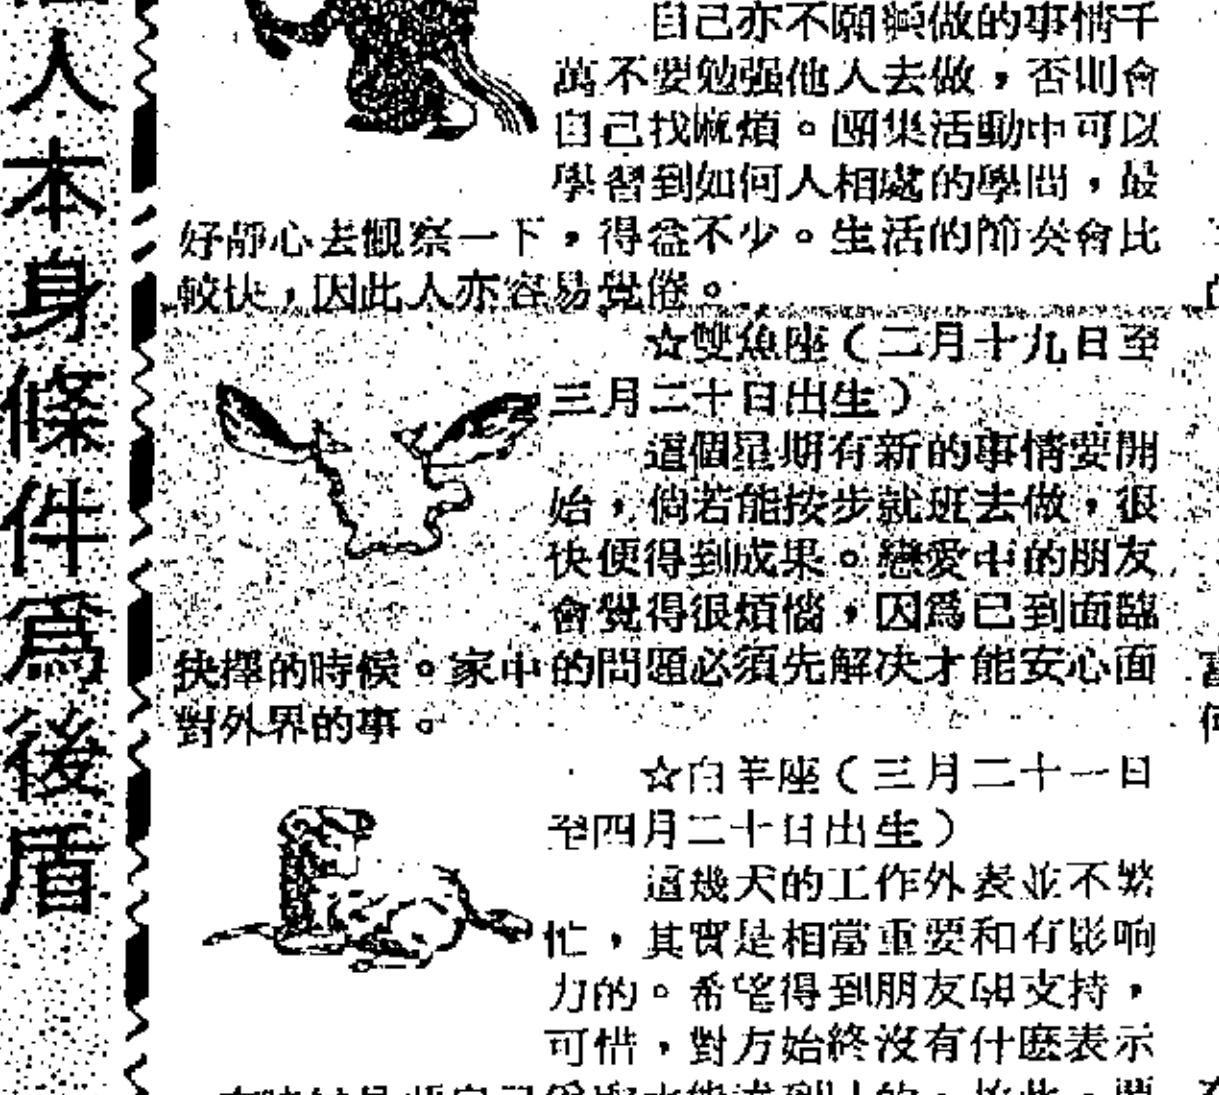 人本身條件爲後盾
自己亦不願做的事情千
萬不要勉强他人去做，否則會
自己找麻煩。團集活動中可以
學習到如何人相處的學問，最
好靜心去觀察一下，得益不少。生活的節奏會比
較快，因此人亦容易覺倦。
☆雙魚座（二月十九日至
三月二十日出生）
這個星期有新的事情要開
始，倘若能按步就班去做，很
快便得到成果。戀愛中的朋友
會覺得很煩惱，因爲已到面臨
抉擇的時候。家中的問題必須先解決才能安心面
對外界的事。
☆白羊座（三月二十一日
至四月二十日出生）
這幾天的工作外表並不繁
忙，其實是相當重要和有影响
力的。希望得到朋友支持，
可惜，對方始終沒有什麽表示